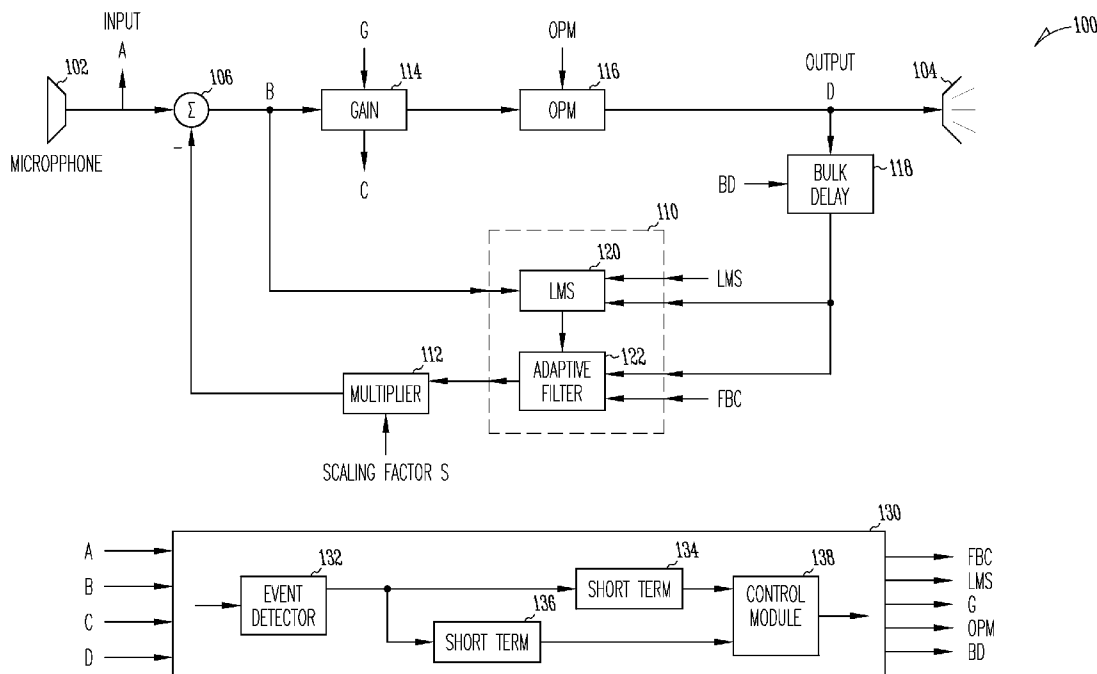 100
INPUT
A
G
OPM
102
106
B
114
116
OUTPUT
D
104
Σ
GAIN
OPM
−
MICROPPHONE
C
BD
BULK
DELAY
118
110
120
LMS
LMS
112
MULTIPLIER
ADAPTIVE
FILTER
122
FBC
SCALING FACTOR S
130
A
B
C
D
132
EVENT
DETECTOR
134
SHORT TERM
136
SHORT TERM
138
CONTROL
MODULE
FBC
LMS
G
OPM
BD